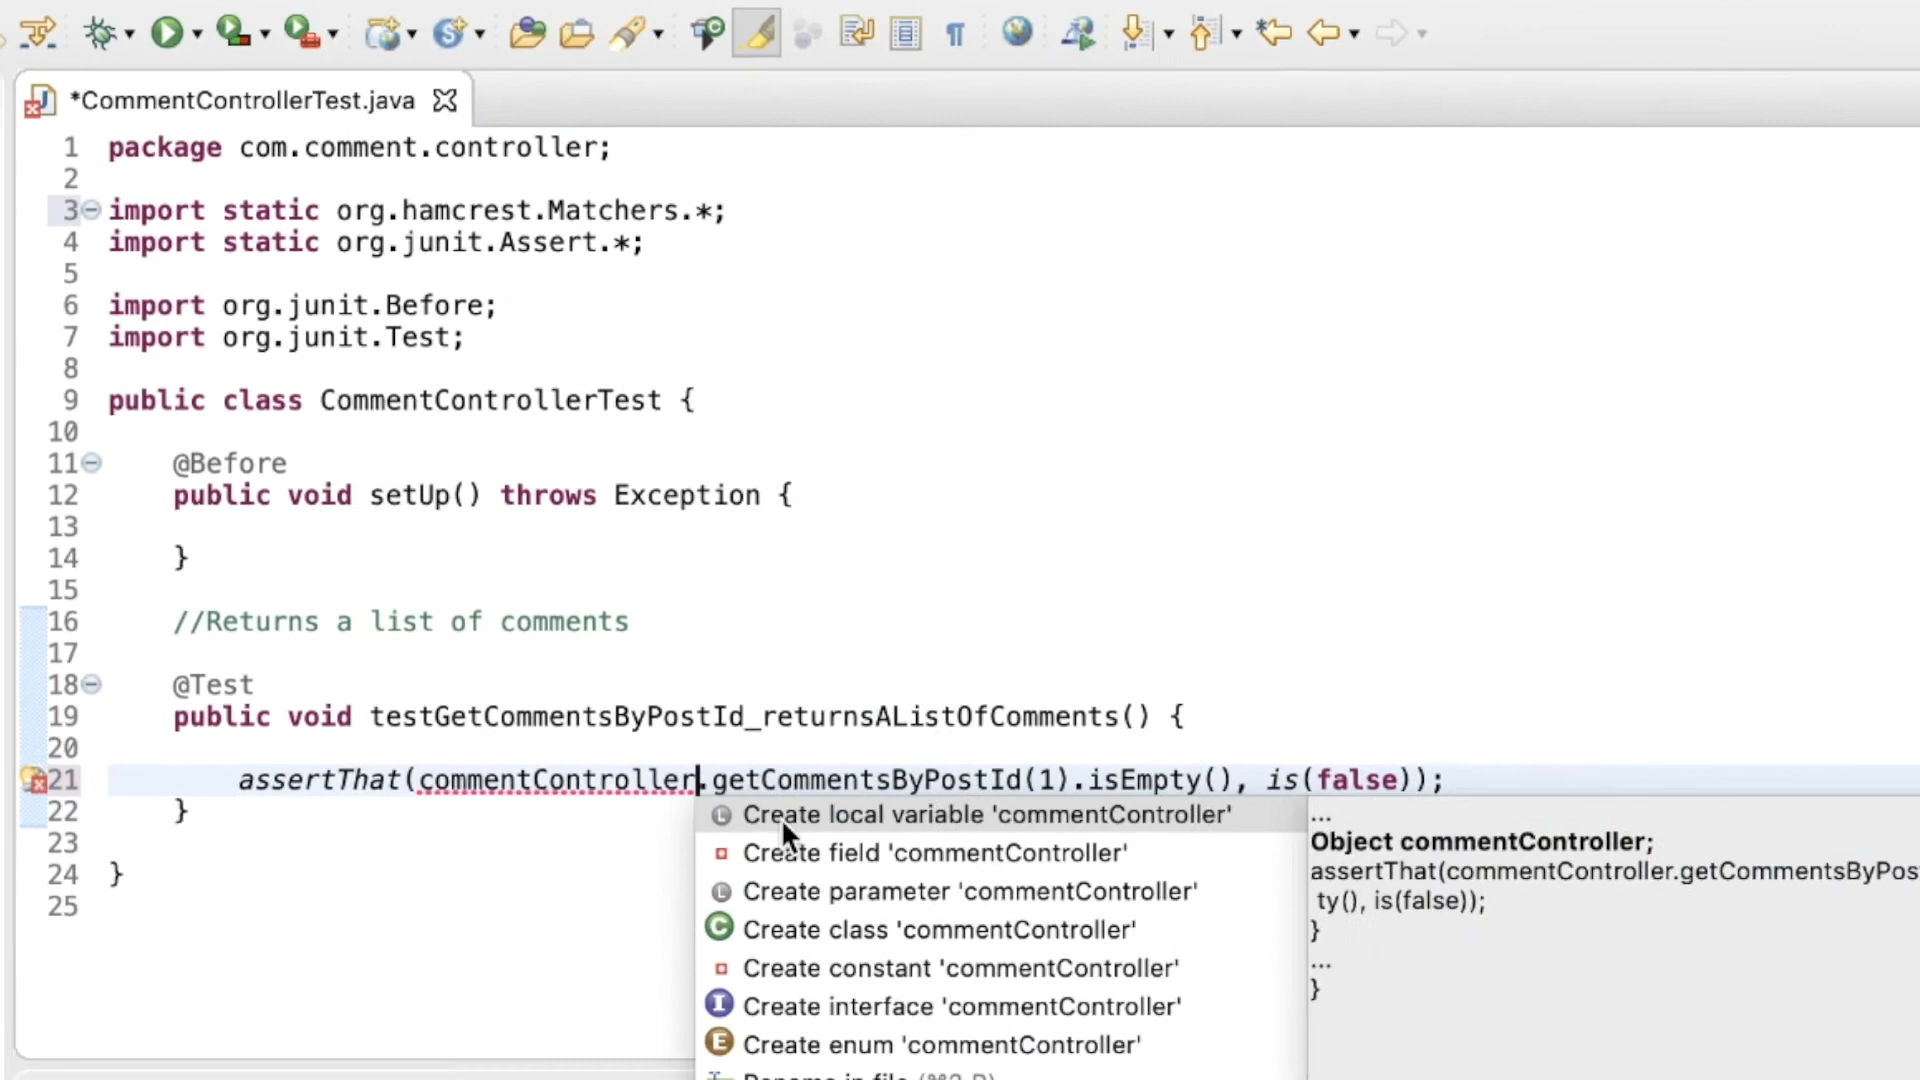 *CommentControllerTest.java
1 package com.comment.controller;
2
3 import static org.hamcrest.Matchers.*;
4 import static org.junit.Assert.*;
5
6 import org.junit.Before;
7 import org.junit.Test;
8
9 public class CommentControllerTest {
10
11 @Before
12 public void setUp() throws Exception {
13
14 }
15
16 //Returns a list of comments
17
18 @Test
19 public void testGetCommentsByPostId_returnsAListOfComments() {
20
21 assertThat(commentController.getCommentsByPostId(1).isEmpty(), is(false));
22 }
23
24 }
25
Create local variable 'commentController'
Create field 'commentController'
Create parameter 'commentController'
Create class 'commentController'
Create constant 'commentController'
Create interface 'commentController'
Create enum 'commentController'
...
Object commentController;
assertThat(commentController.getCommentsByPos
ty(), is(false));
}
...
}